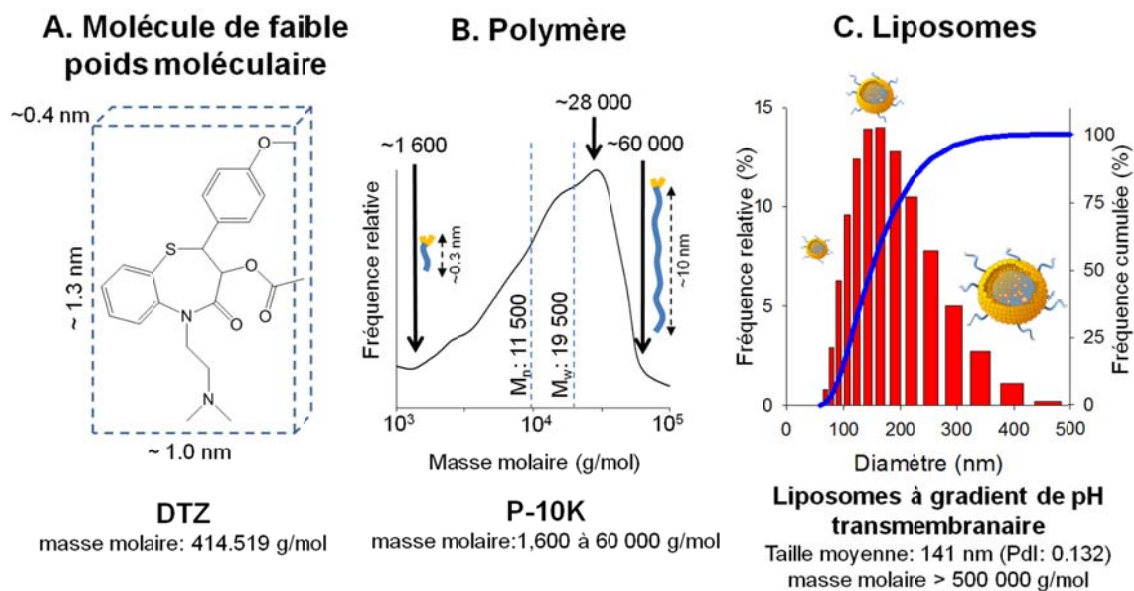 A. Molécule de faible
poids moléculaire
~0.4 nm
~ 1.3 nm
~ 1.0 nm
O
S
O
O
N
O
N
DTZ
masse molaire: 414.519 g/mol
B. Polymère
~28 000
~1 600
~60 000
Fréquence relative
~0.3 nm
~10 nm
Mn: 11 500
Mw: 19 500
10³
10⁴
10⁵
Masse molaire (g/mol)
P-10K
masse molaire:1,600 à 60 000 g/mol
C. Liposomes
Fréquence relative (%)
15
10
5
0
Fréquence cumulée (%)
100
75
50
25
0
0 100 200 300 400 500
Diamètre (nm)
Liposomes à gradient de pH
transmembranaire
Taille moyenne: 141 nm (PdI: 0.132)
masse molaire > 500 000 g/mol